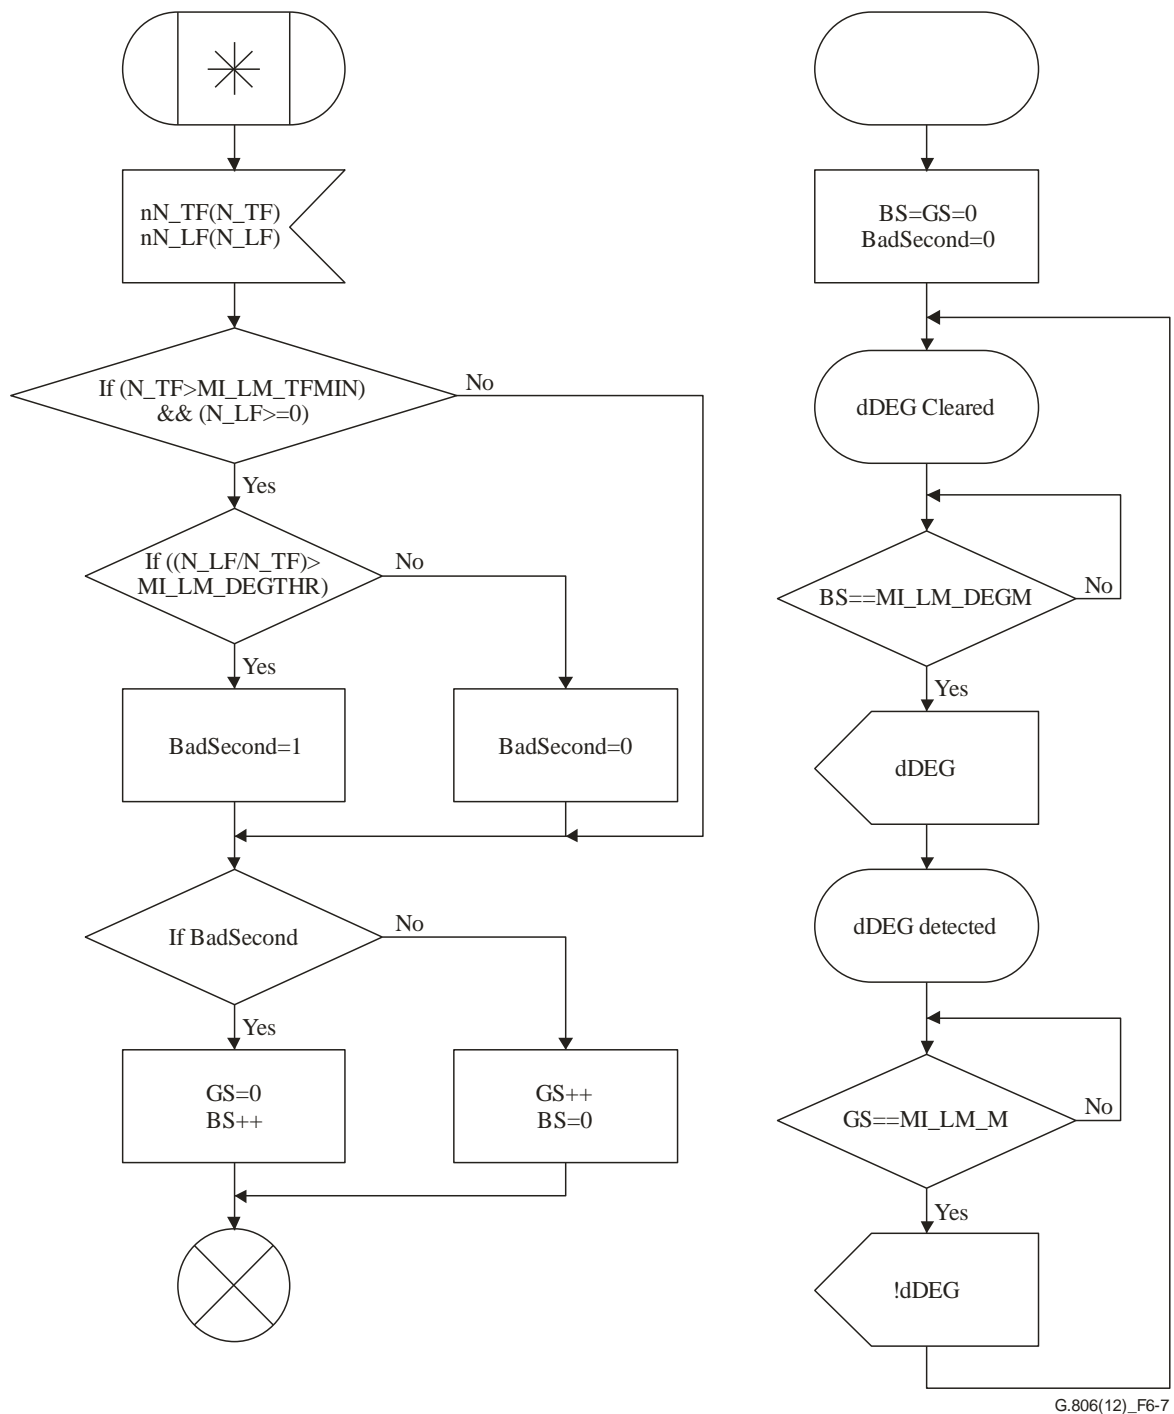 nN_TF(N_TF)
nN_LF(N_LF)
If (N_TF>MI_LM_TFMIN)
&& (N_LF>=0)
No
Yes
If ((N_LF/N_TF)>
MI_LM_DEGTHR)
No
Yes
BadSecond=1
BadSecond=0
If BadSecond
No
Yes
GS=0
BS++
GS++
BS=0
BS=GS=0
BadSecond=0
dDEG Cleared
BS==MI_LM_DEGM
No
Yes
dDEG
dDEG detected
GS==MI_LM_M
No
Yes
!dDEG
G.806(12)_F6-7